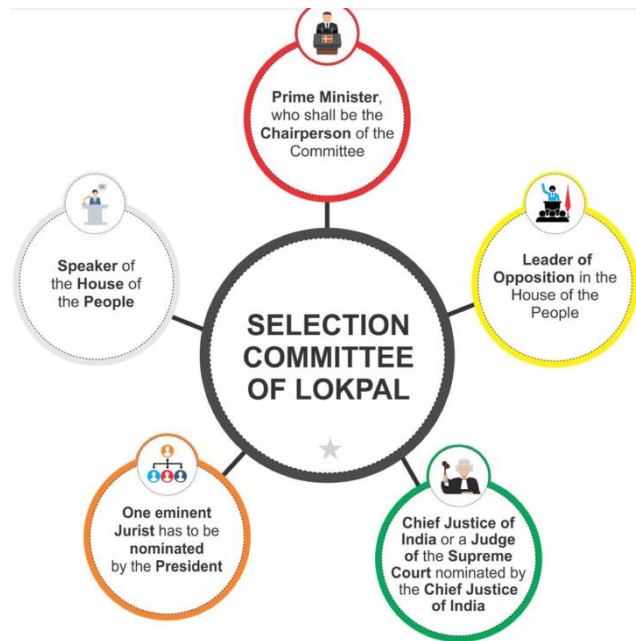 Prime Minister,
who shall be the
Chairperson of the
Committee
Speaker of
the House of
the People
Leader of
Opposition in the
House of the
People
SELECTION
COMMITTEE
OF LOKPAL
One eminent
Jurist has to be
nominated
by the President
Chief Justice of
India or a Judge
of the Supreme
Court nominated by
the Chief Justice
of India